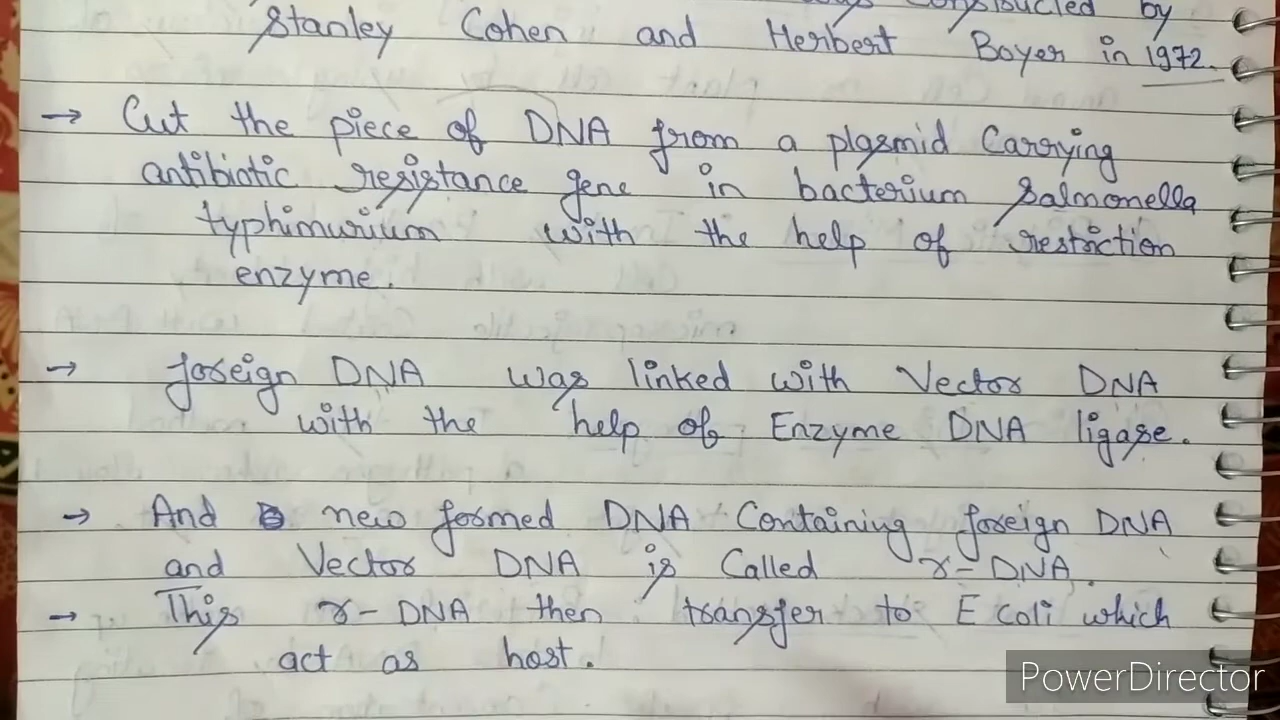 constructed by
Stanley Cohen and Herbert Boyer in 1972.
→ Cut the piece of DNA from a plasmid Carrying
antibiotic resistance gene in bacterium Salmonella
typhimurium with the help of restriction
enzyme.
→ foreign DNA was linked with Vector DNA
with the help of Enzyme DNA ligase.
→ And new formed DNA Containing foreign DNA
and Vector DNA is Called r-DNA.
→ This r-DNA then transfer to E coli which
act as host.
PowerDirector